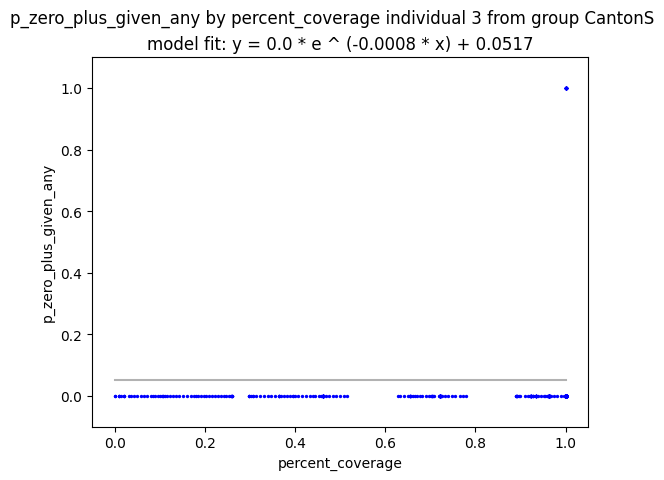 p_zero_plus_given_any by percent_coverage individual 3 from group CantonS
model fit: y = 0.0 * e ^ (-0.0008 * x) + 0.0517
p_zero_plus_given_any
1.0
0.8
0.6
0.4
0.2
0.0
0.0 0.2 0.4 0.6 0.8 1.0
percent_coverage